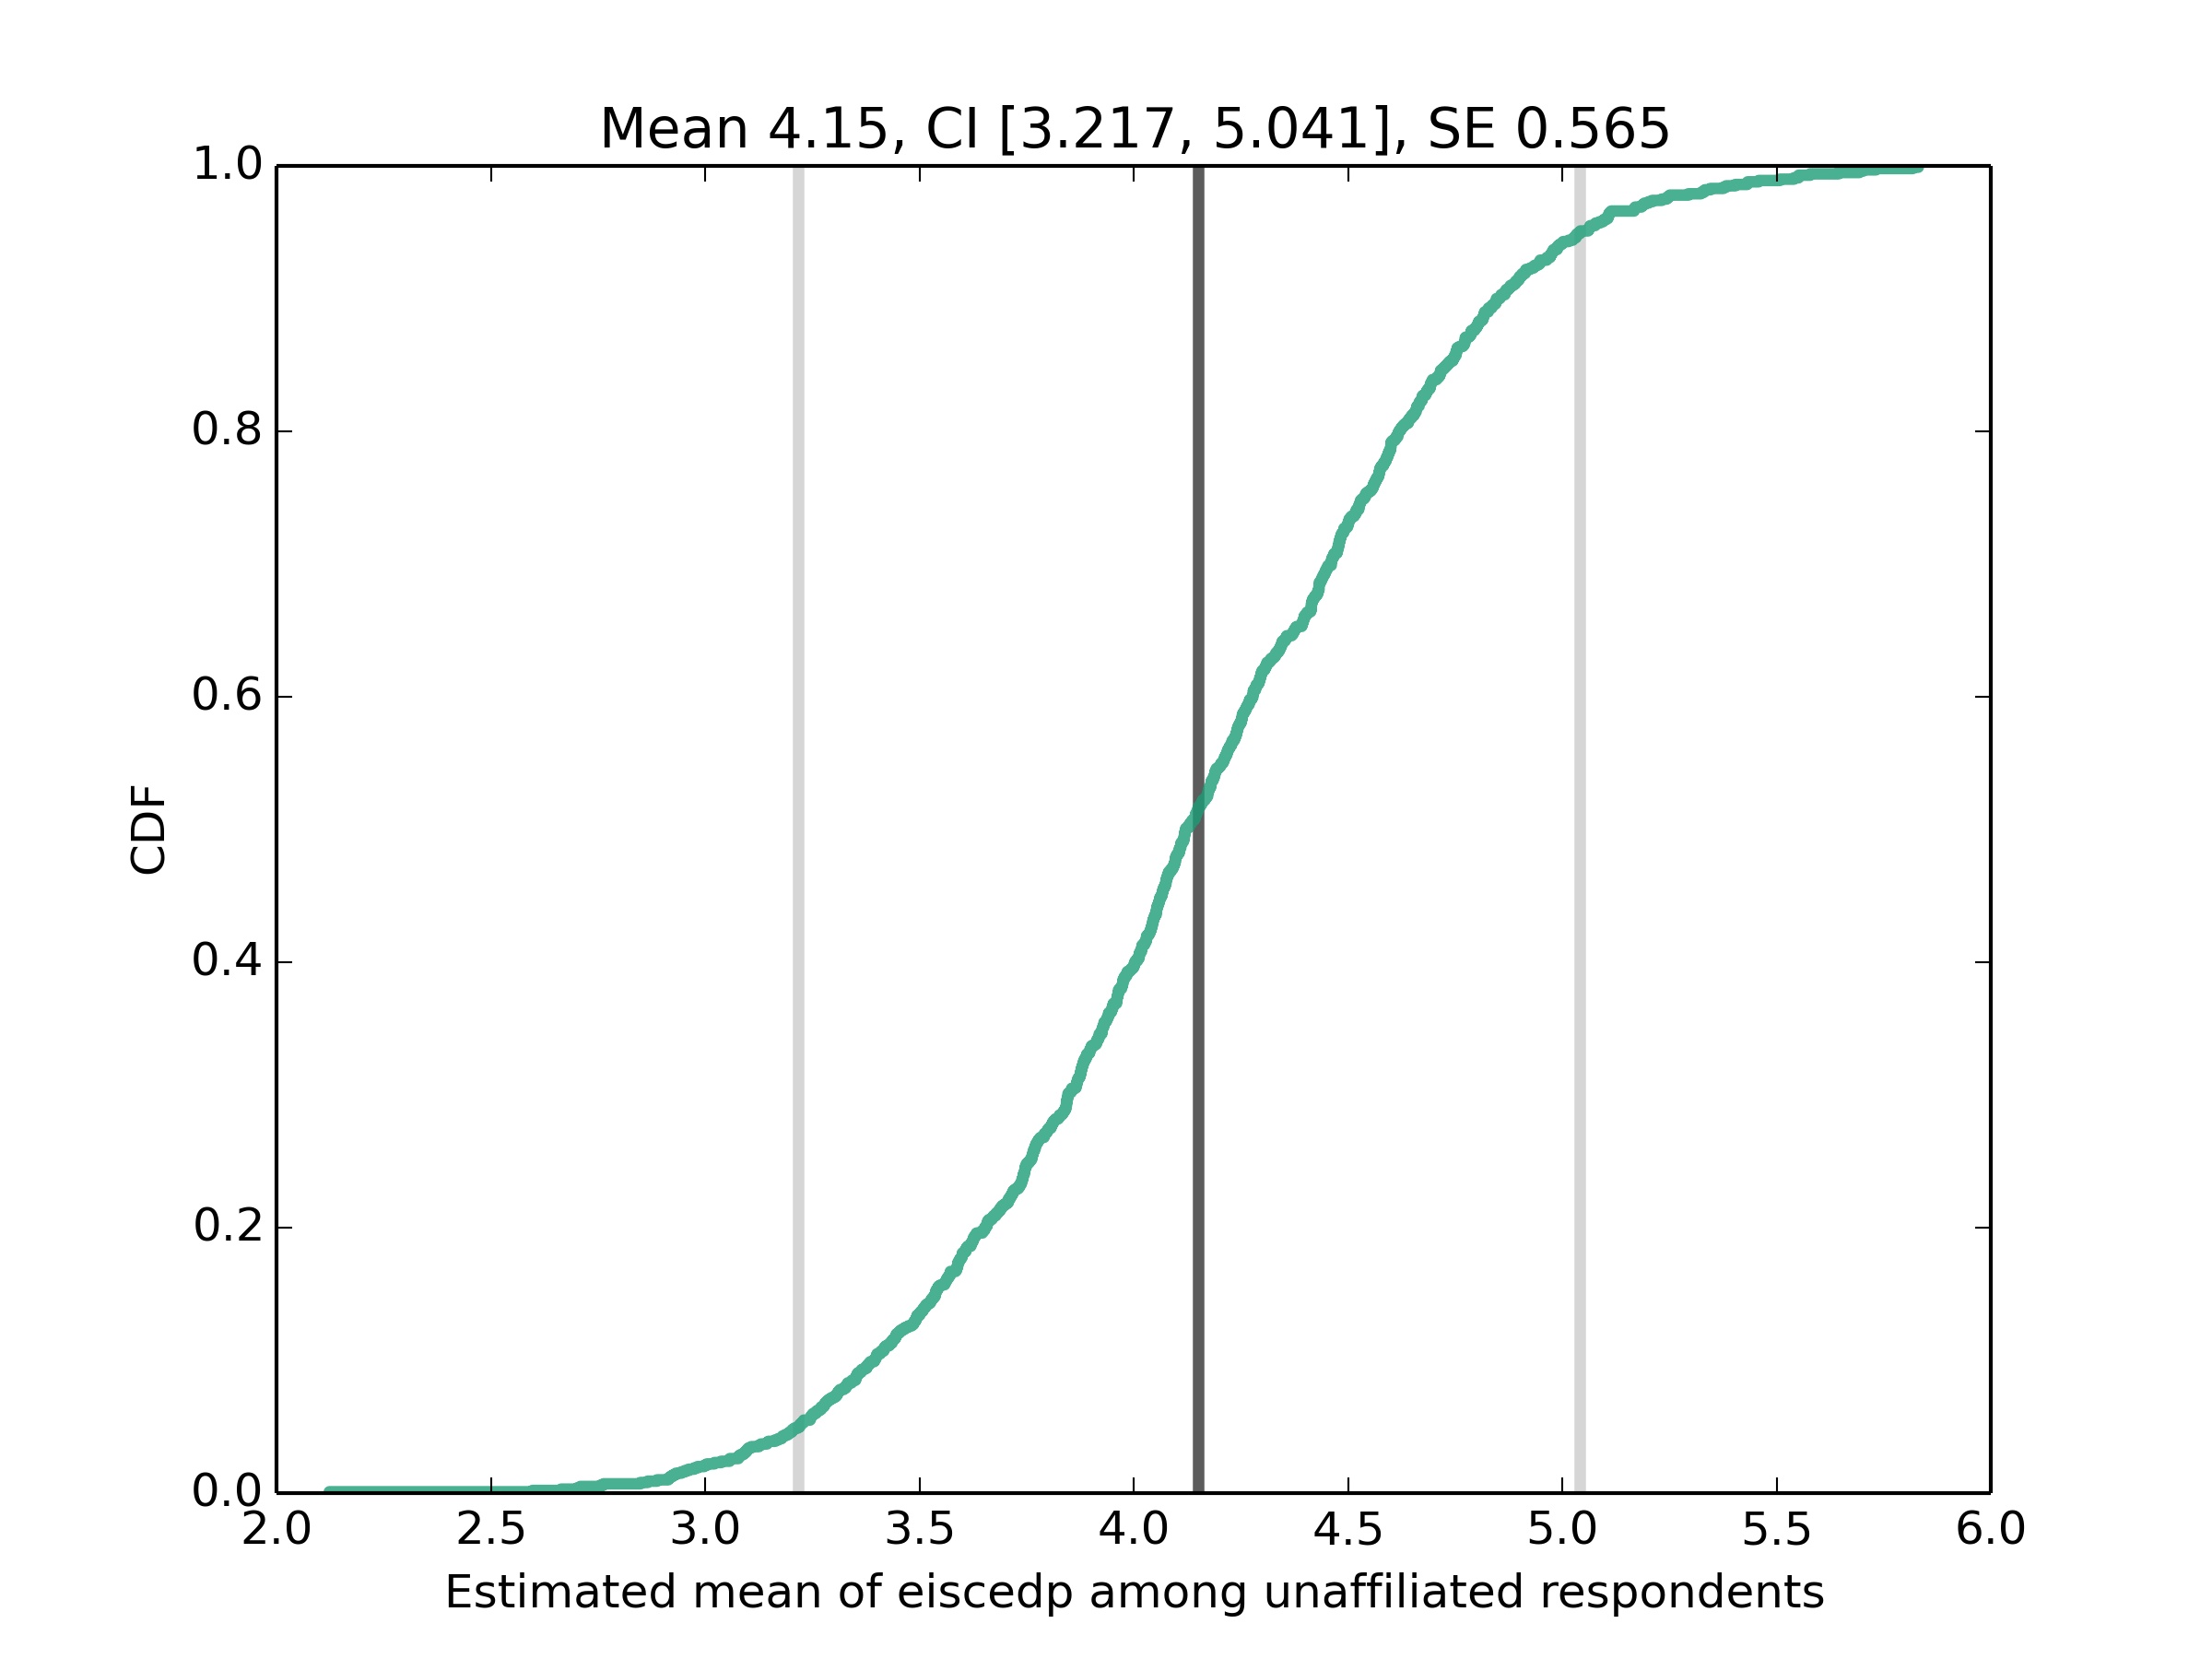 Mean 4.15, CI [3.217, 5.041], SE 0.565
1.0
0.8
0.6
0.4
0.2
0.0
CDF
2.0 2.5 3.0 3.5 4.0 4.5 5.0 5.5 6.0
Estimated mean of eiscedp among unaffiliated respondents